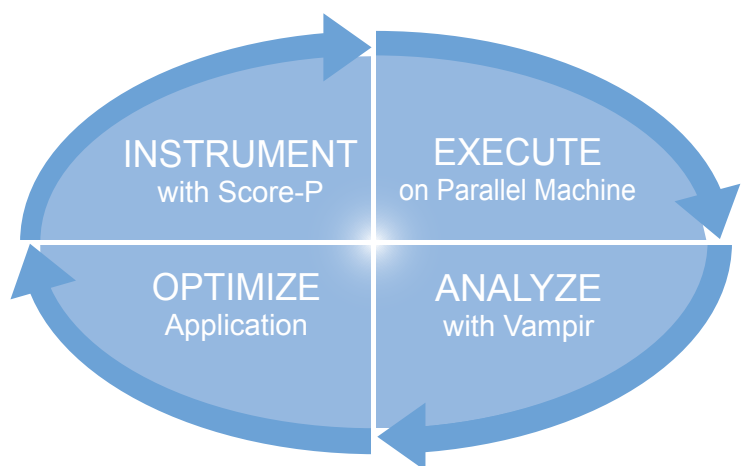 INSTRUMENT
with Score-P
EXECUTE
on Parallel Machine
OPTIMIZE
Application
ANALYZE
with Vampir